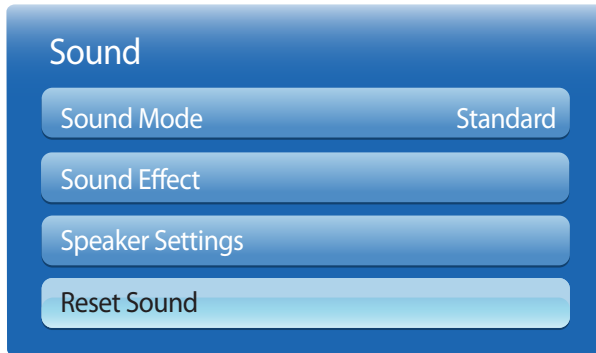 Sound
Sound Mode Standard
Sound Effect
Speaker Settings
Reset Sound